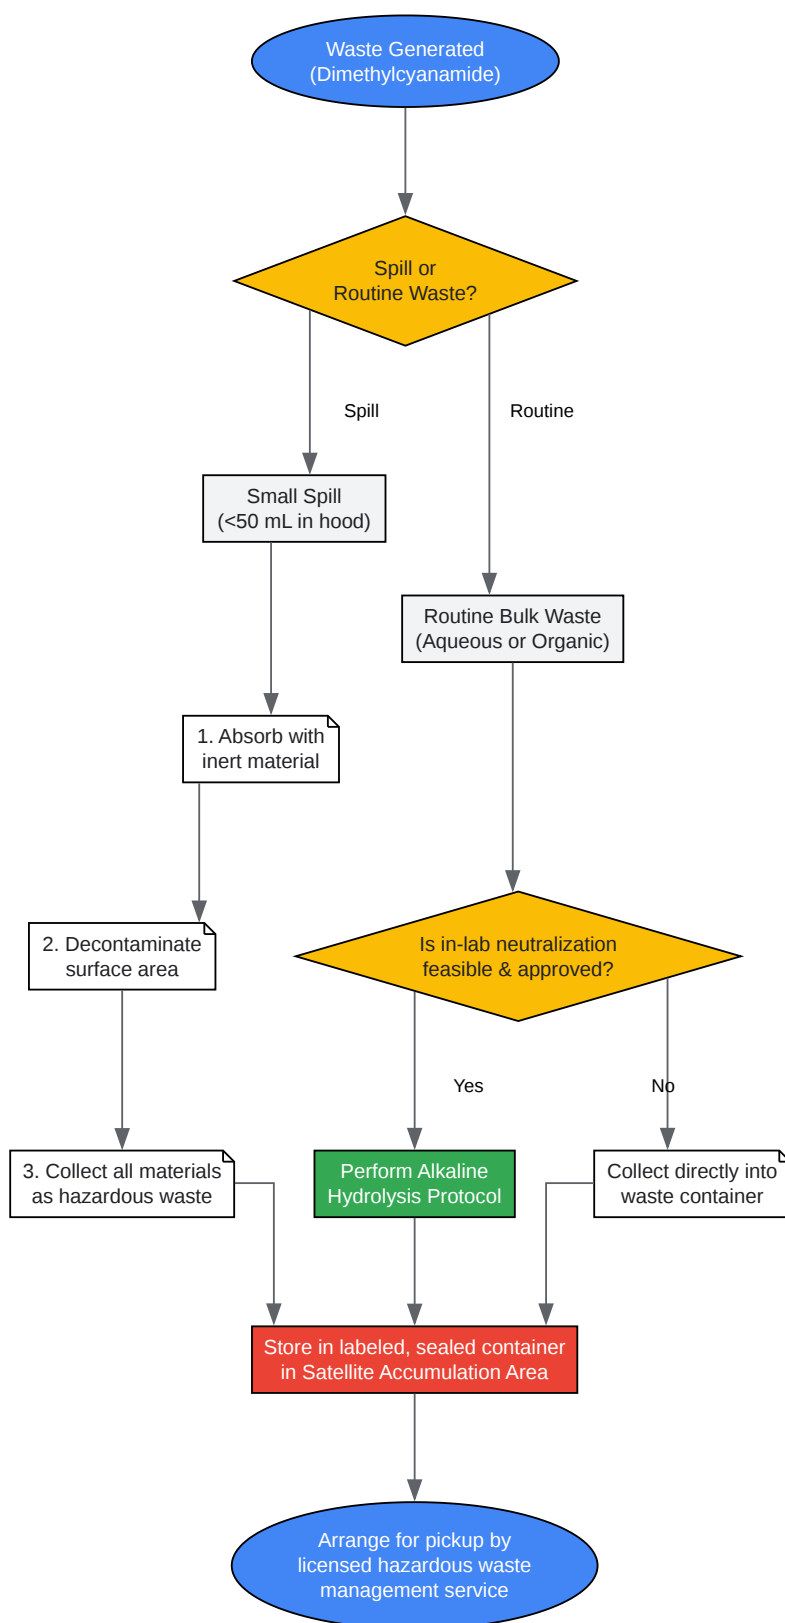 Waste Generated
(Dimethylcyanamide)
Spill or
Routine Waste?
Spill
Routine
Small Spill
(<50 mL in hood)
Routine Bulk Waste
(Aqueous or Organic)
1. Absorb with
inert material
2. Decontaminate
surface area
Is in-lab neutralization
feasible & approved?
Yes
No
3. Collect all materials
as hazardous waste
Perform Alkaline
Hydrolysis Protocol
Collect directly into
waste container
Store in labeled, sealed container
in Satellite Accumulation Area
Arrange for pickup by
licensed hazardous waste
management service